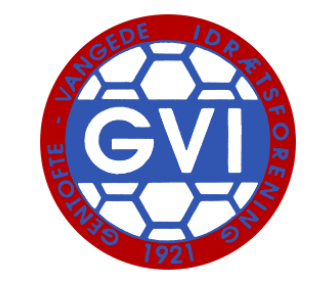 GENTOFTE - VANGEDE IDRÆTSFORENING
GVI
1921